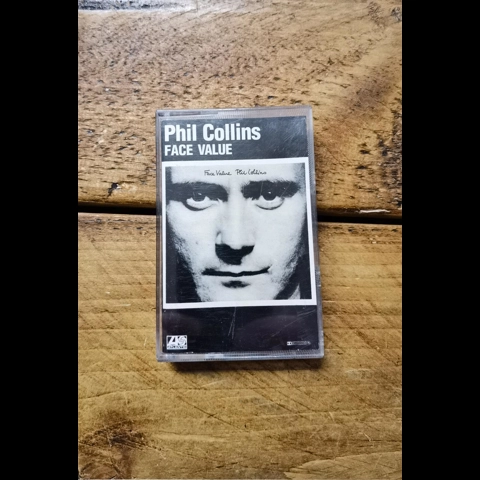 Phil Collins
FACE VALUE
Face Value Phil Collins